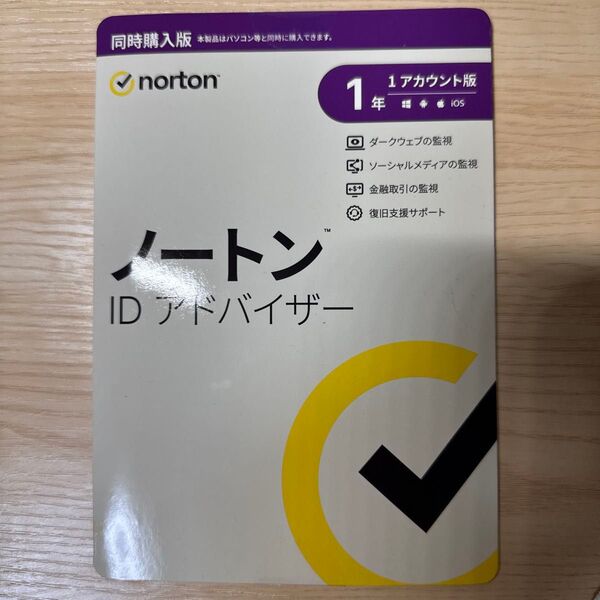 同時購入版 本製品はパソコン等と同時に購入できます。
norton™
1年
1アカウント版
iOS
ダークウェブの監視
ソーシャルメディアの監視
金融取引の監視
復旧支援サポート
ノートン™
ID アドバイザー